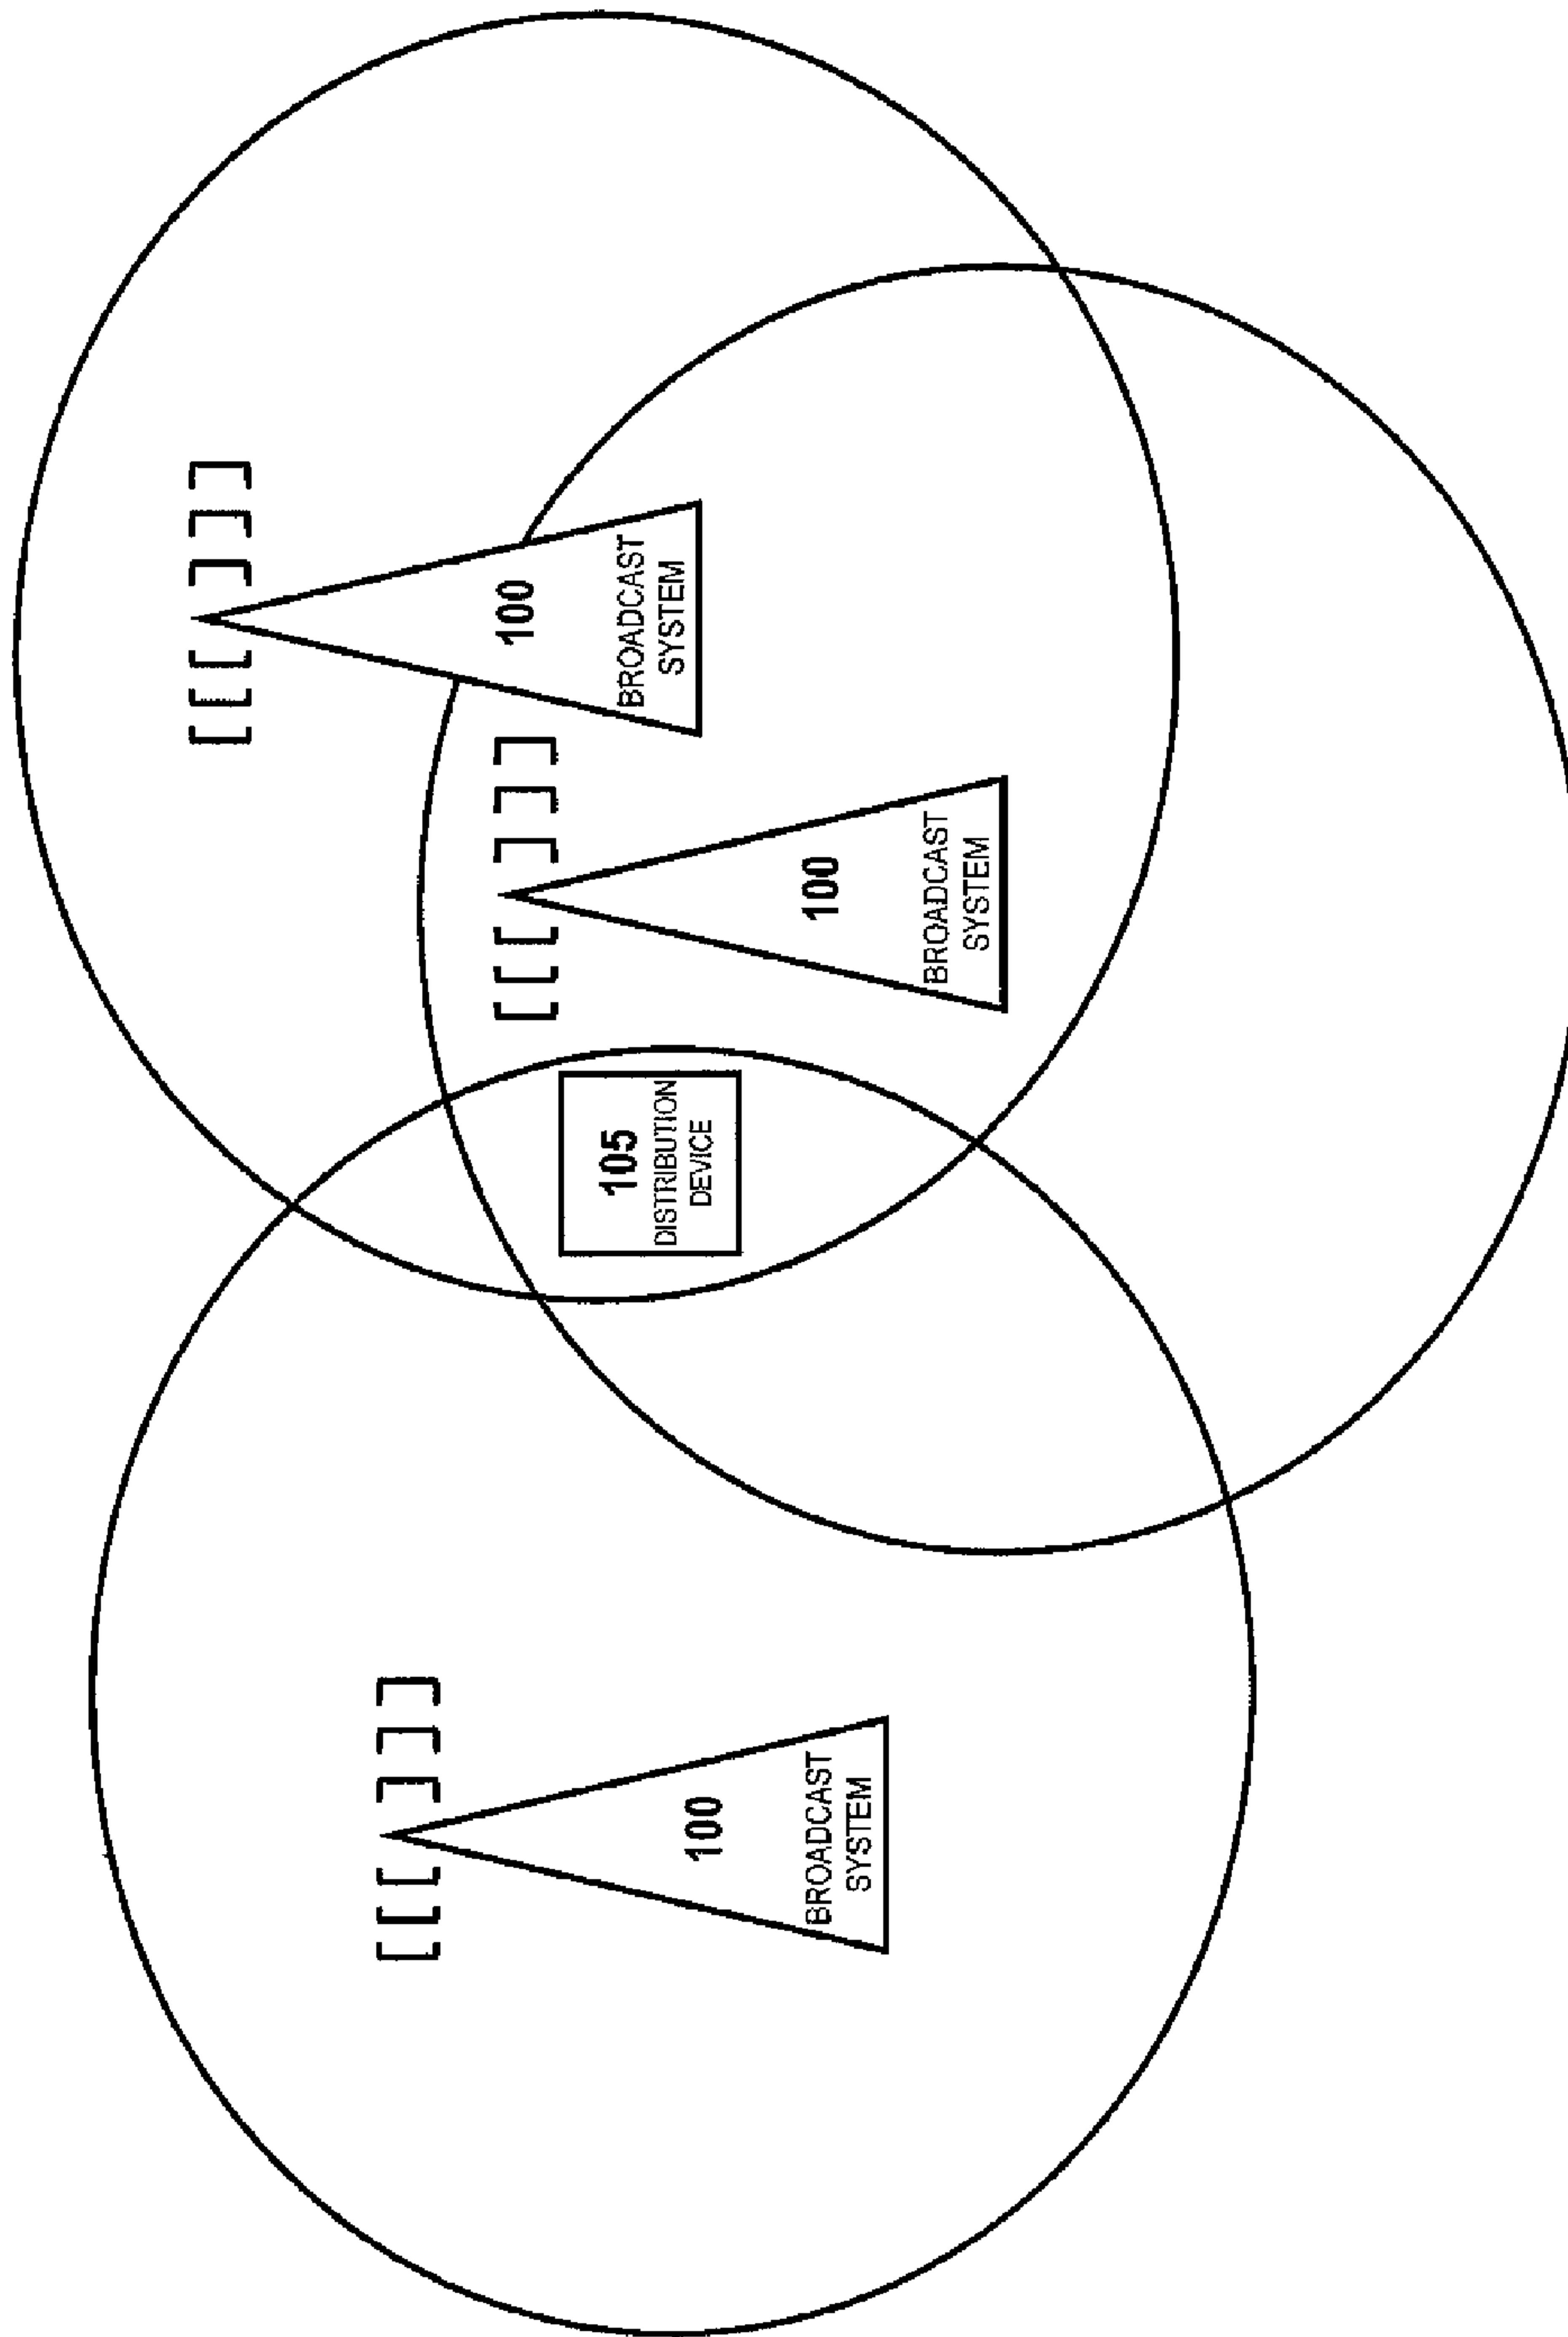 100
BROADCAST
SYSTEM
100
BROADCAST
SYSTEM
105
DISTRIBUTION
DEVICE
100
BROADCAST
SYSTEM